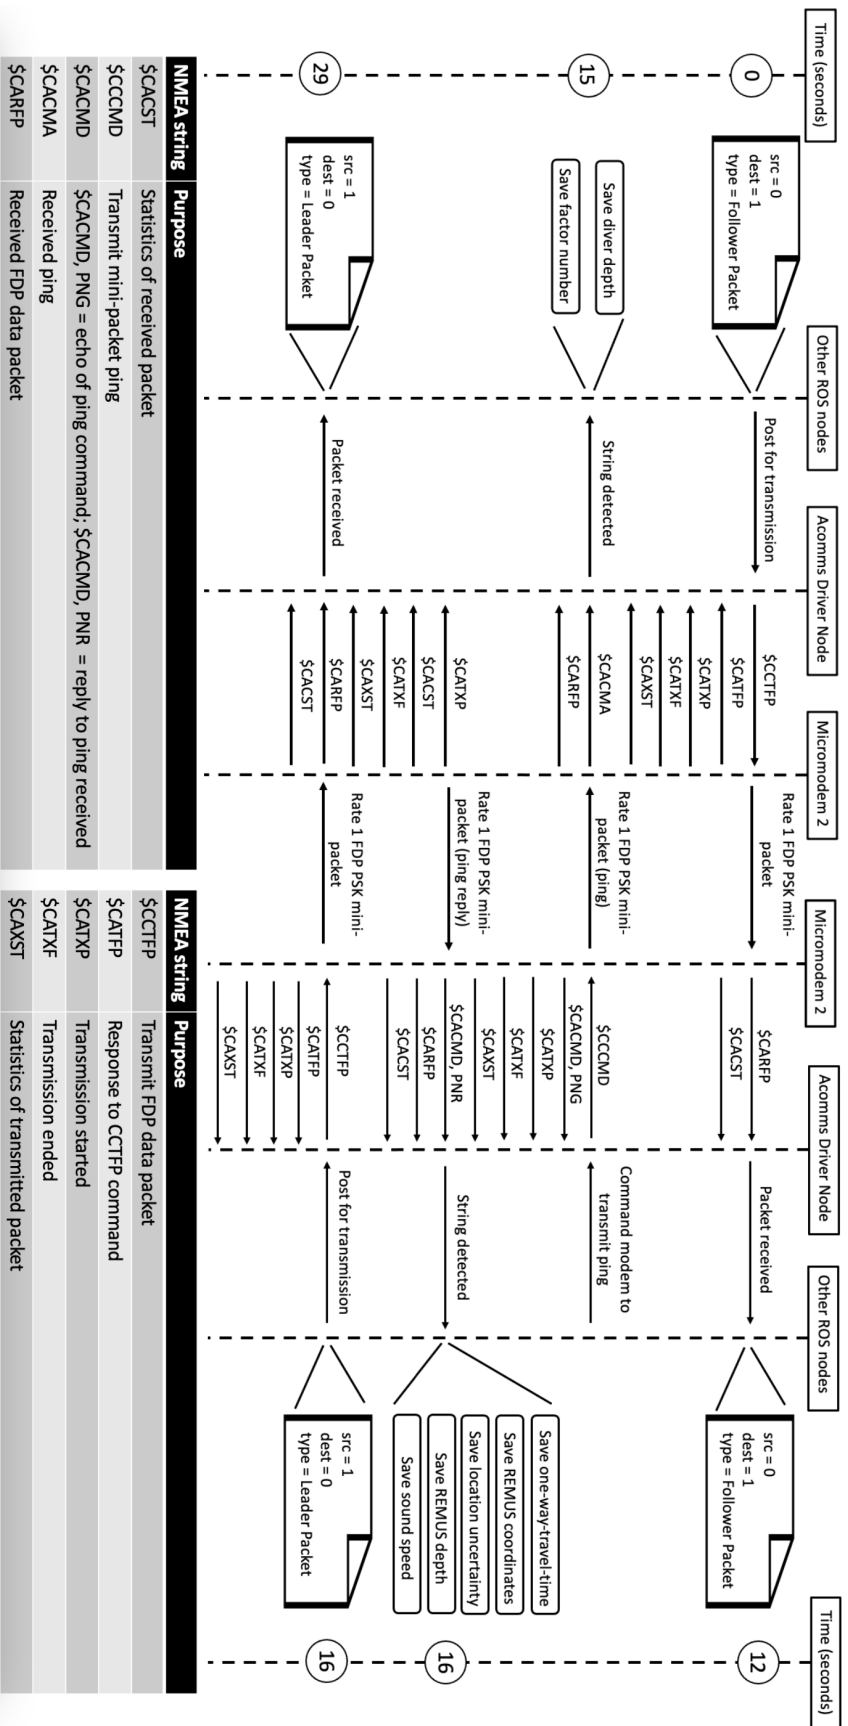 Time (seconds)
Other ROS nodes
Acomms Driver Node
Micromodem 2
Micromodem 2
Acomms Driver Node
Other ROS nodes
Time (seconds)
0
src = 0
dest = 1
type = Follower Packet
Post for transmission
$CCTFP
$CATFP
$CATXP
$CATXF
$CAXST
Rate 1 FDP PSK mini-
packet
$CARFP
$CACST
Packet received
src = 0
dest = 1
type = Follower Packet
12
15
Save diver depth
Save factor number
String detected
$CACMA
$CARFP
Rate 1 FDP PSK mini-
packet (ping)
$CCCMD
$CACMD, PNG
$CATXP
$CATXF
$CAXST
Command modem to
transmit ping
$CATXP
$CACST
$CATXF
$CAXST
Rate 1 FDP PSK mini-
packet (ping reply)
$CACMD, PNR
$CARFP
$CACST
String detected
Save one-way-travel-time
Save REMUS coordinates
Save location uncertainty
Save REMUS depth
Save sound speed
16
29
src = 1
dest = 0
type = Leader Packet
Packet received
$CARFP
$CACST
Rate 1 FDP PSK mini-
packet
$CCTFP
$CATFP
$CATXP
$CATXF
$CAXST
Post for transmission
src = 1
dest = 0
type = Leader Packet
16
NMEA string Purpose
$CACST Statistics of received packet
$CCCMD Transmit mini-packet ping
$CACMD $CACMD, PNG = echo of ping command; $CACMD, PNR = reply to ping received
$CACMA Received ping
$CARFP Received FDP data packet
NMEA string Purpose
$CCTFP Transmit FDP data packet
$CATFP Response to CCTFP command
$CATXP Transmission started
$CATXF Transmission ended
$CAXST Statistics of transmitted packet